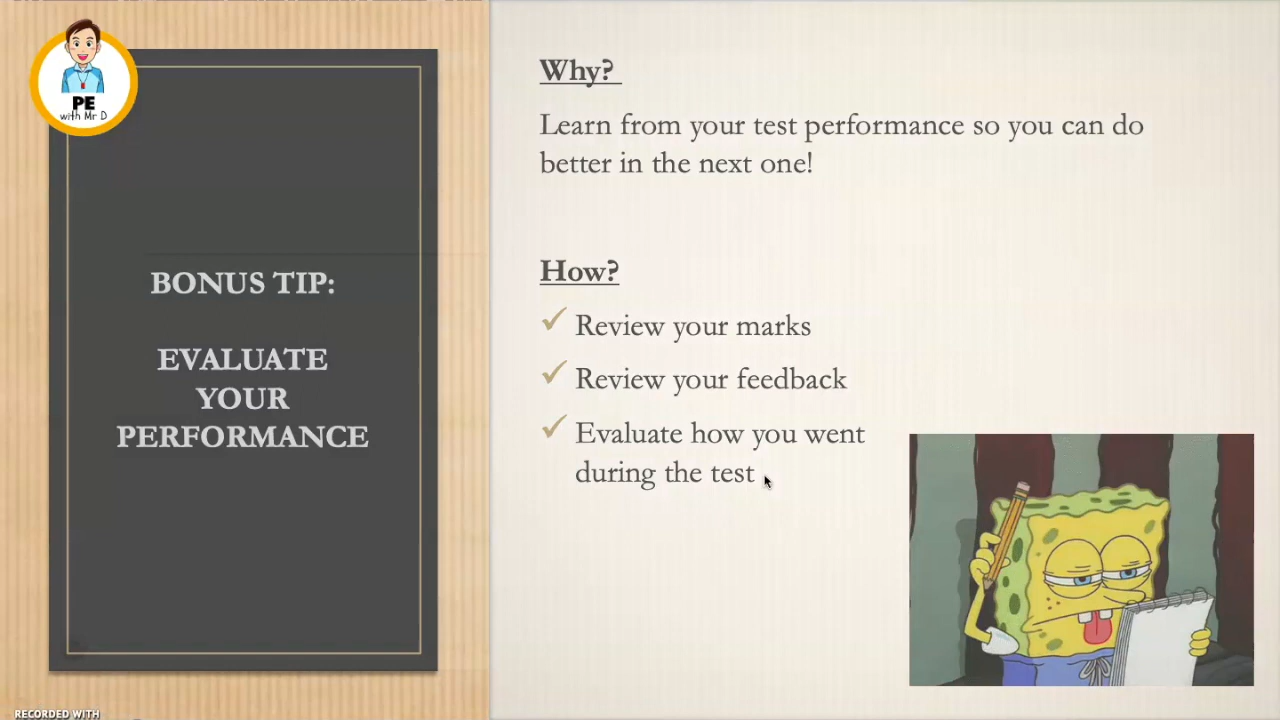 PE
with Mr D
BONUS TIP:
EVALUATE
YOUR
PERFORMANCE
Why?
Learn from your test performance so you can do
better in the next one!
How?
Review your marks
Review your feedback
Evaluate how you went
during the test
RECORDED WITH